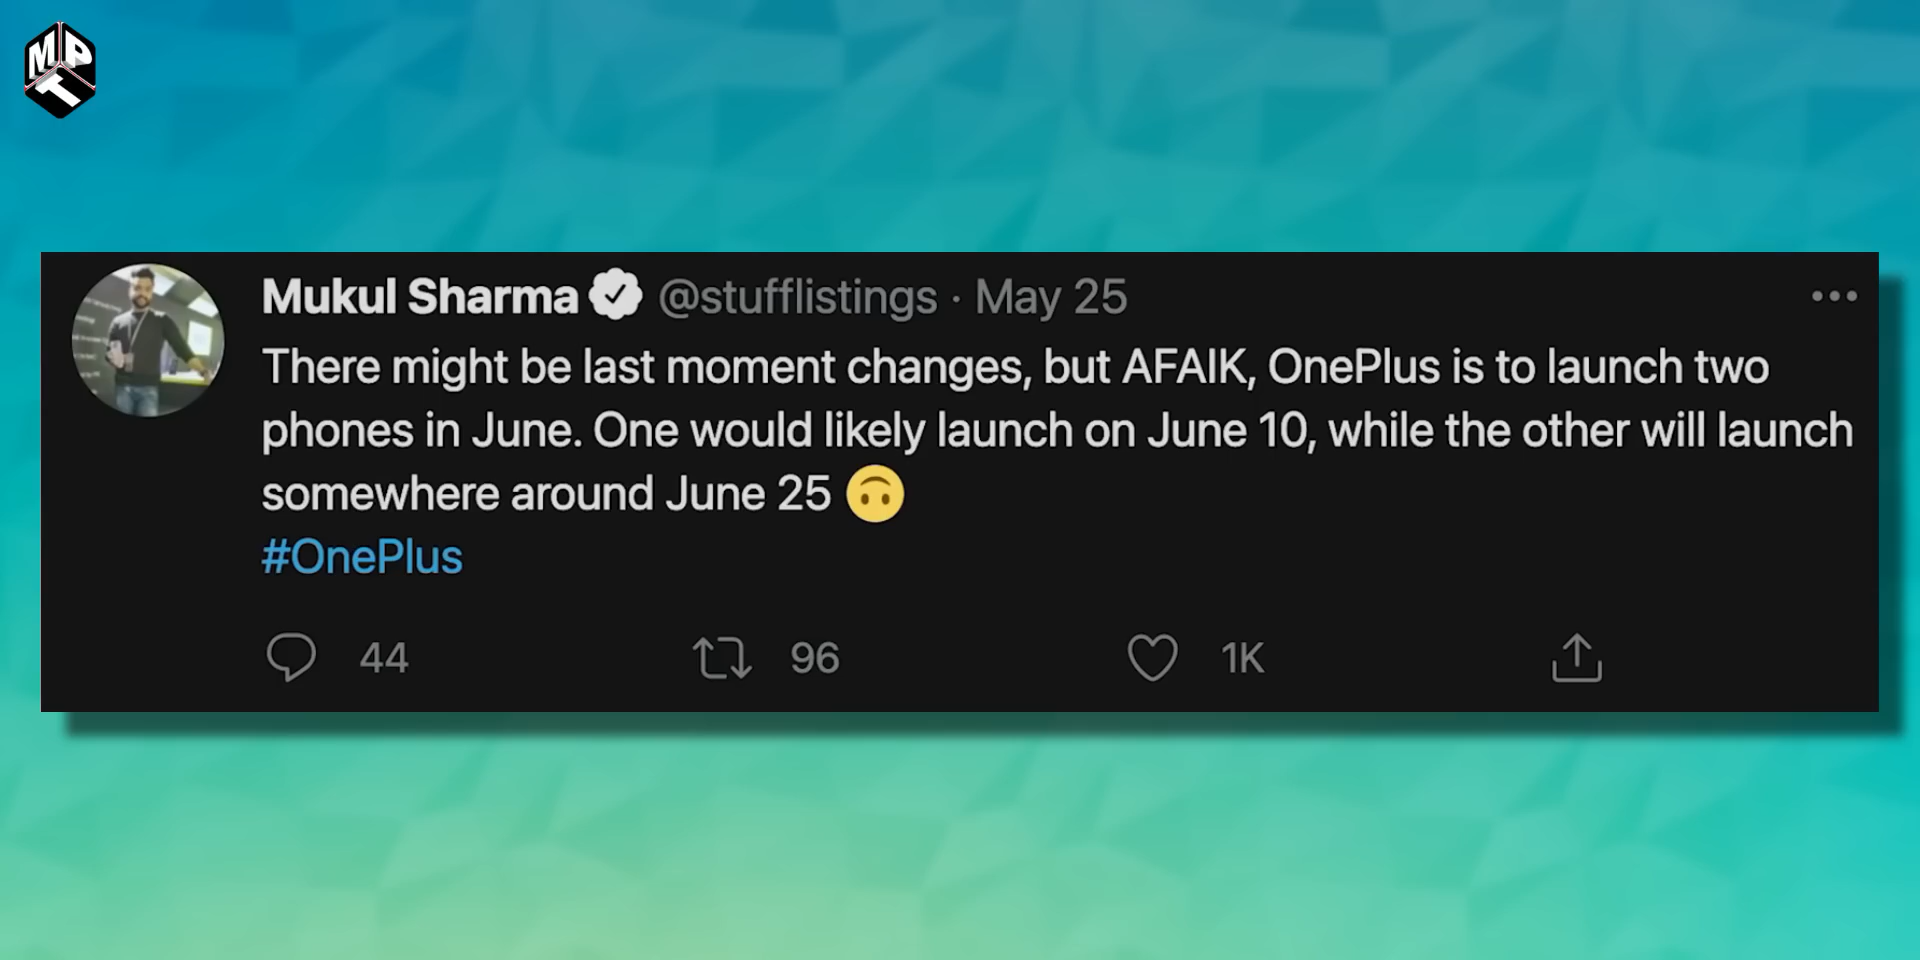 MPT
Mukul Sharma @stufflistings · May 25
There might be last moment changes, but AFAIK, OnePlus is to launch two
phones in June. One would likely launch on June 10, while the other will launch
somewhere around June 25 🙃
#OnePlus
44 96 1K